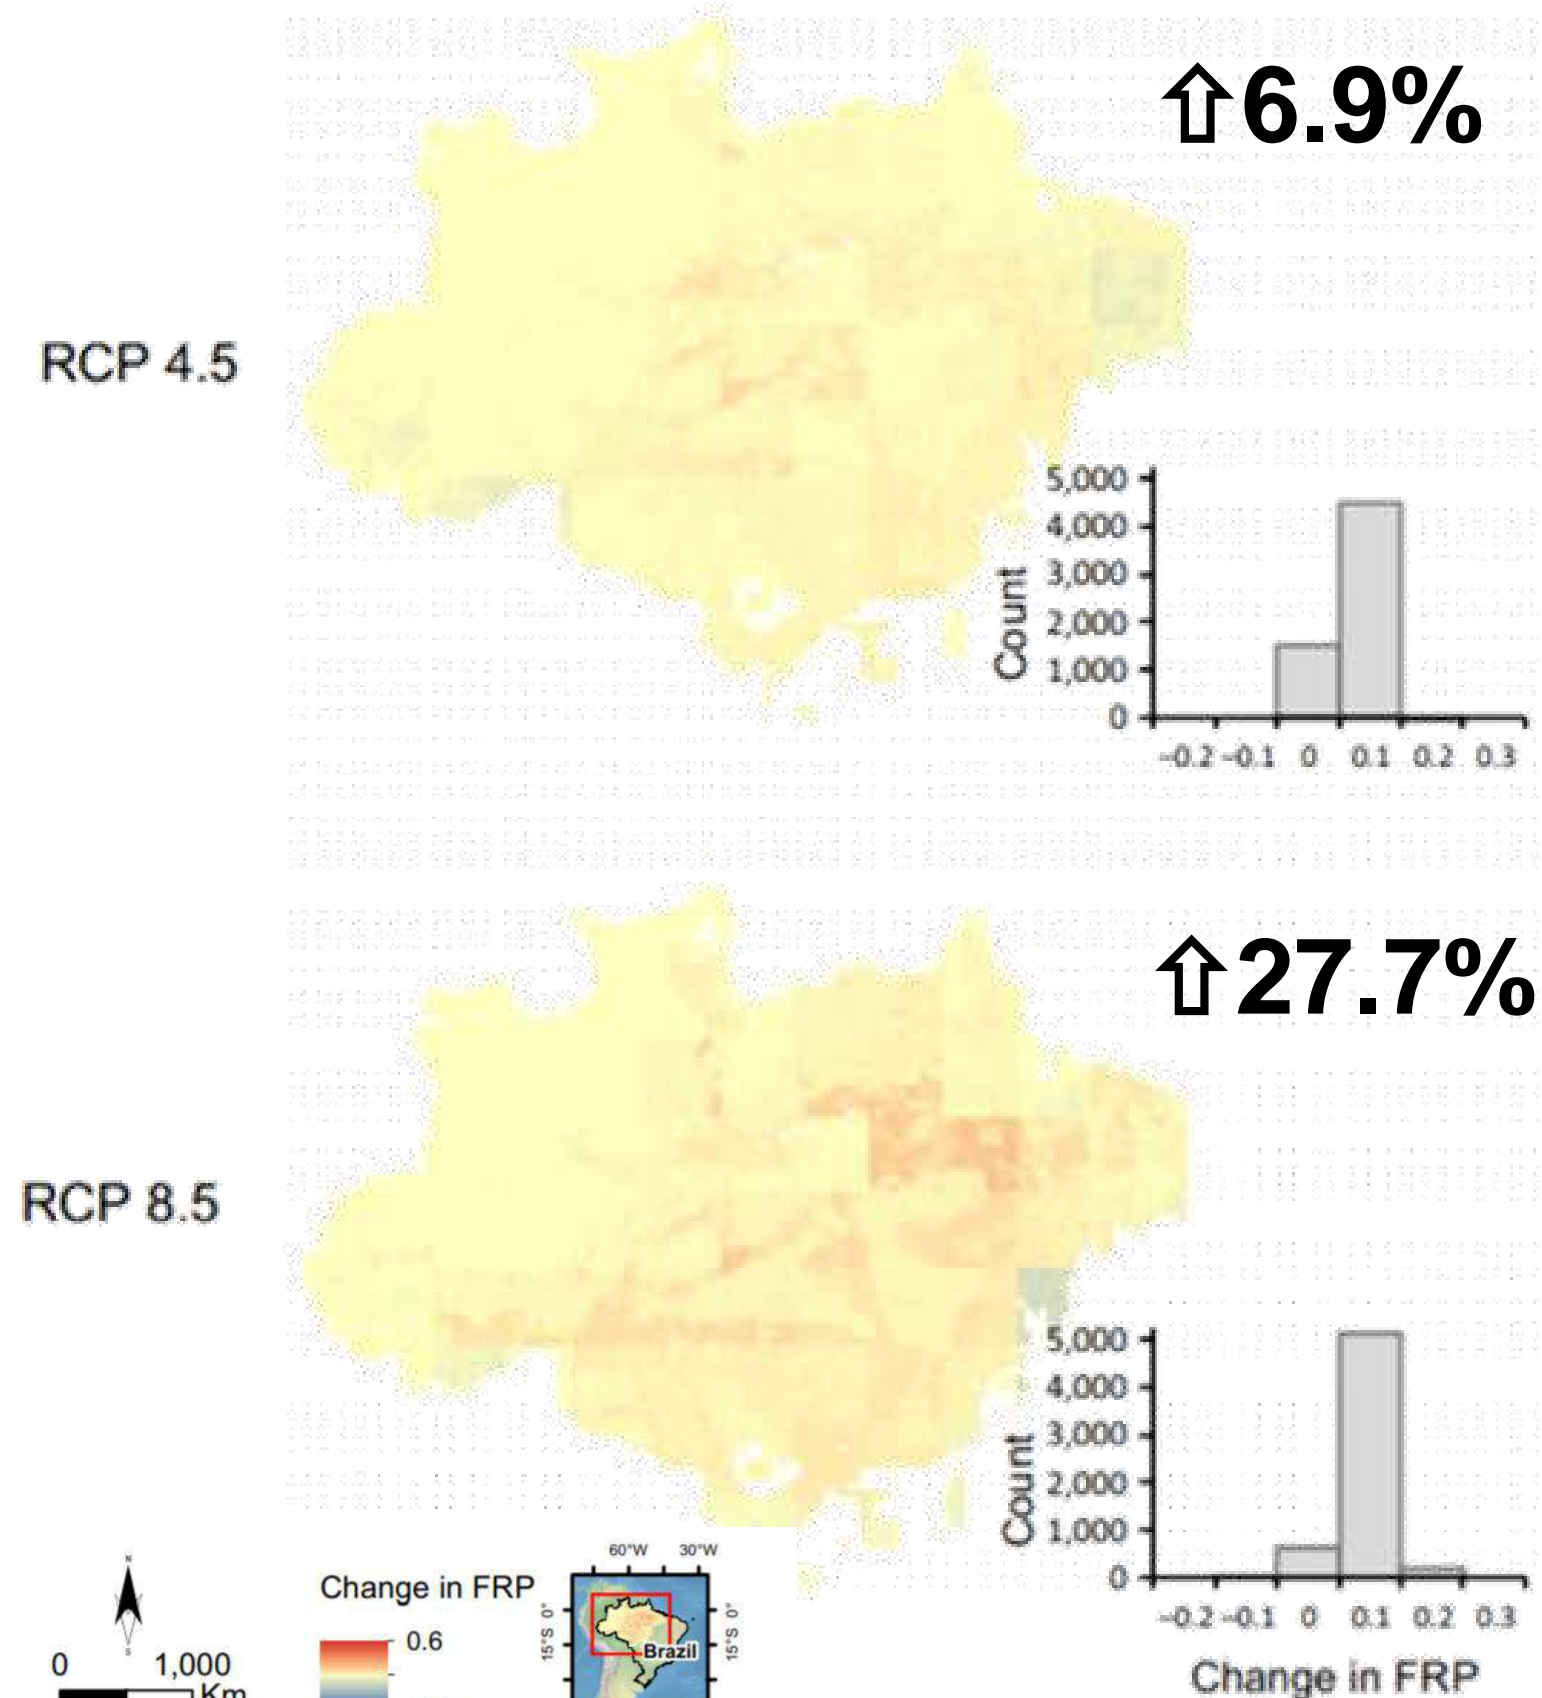 ⇧6.9%
RCP 4.5
5,000
4,000
3,000
2,000
1,000
0
Count
-0.2 -0.1 0 0.1 0.2 0.3
⇧27.7%
RCP 8.5
5,000
4,000
3,000
2,000
1,000
0
Count
-0.2 -0.1 0 0.1 0.2 0.3
Change in FRP
N
S
0 1,000
Km
Change in FRP
0.6
60°W 30°W
0°
15°S
Brazil
0°
15°S